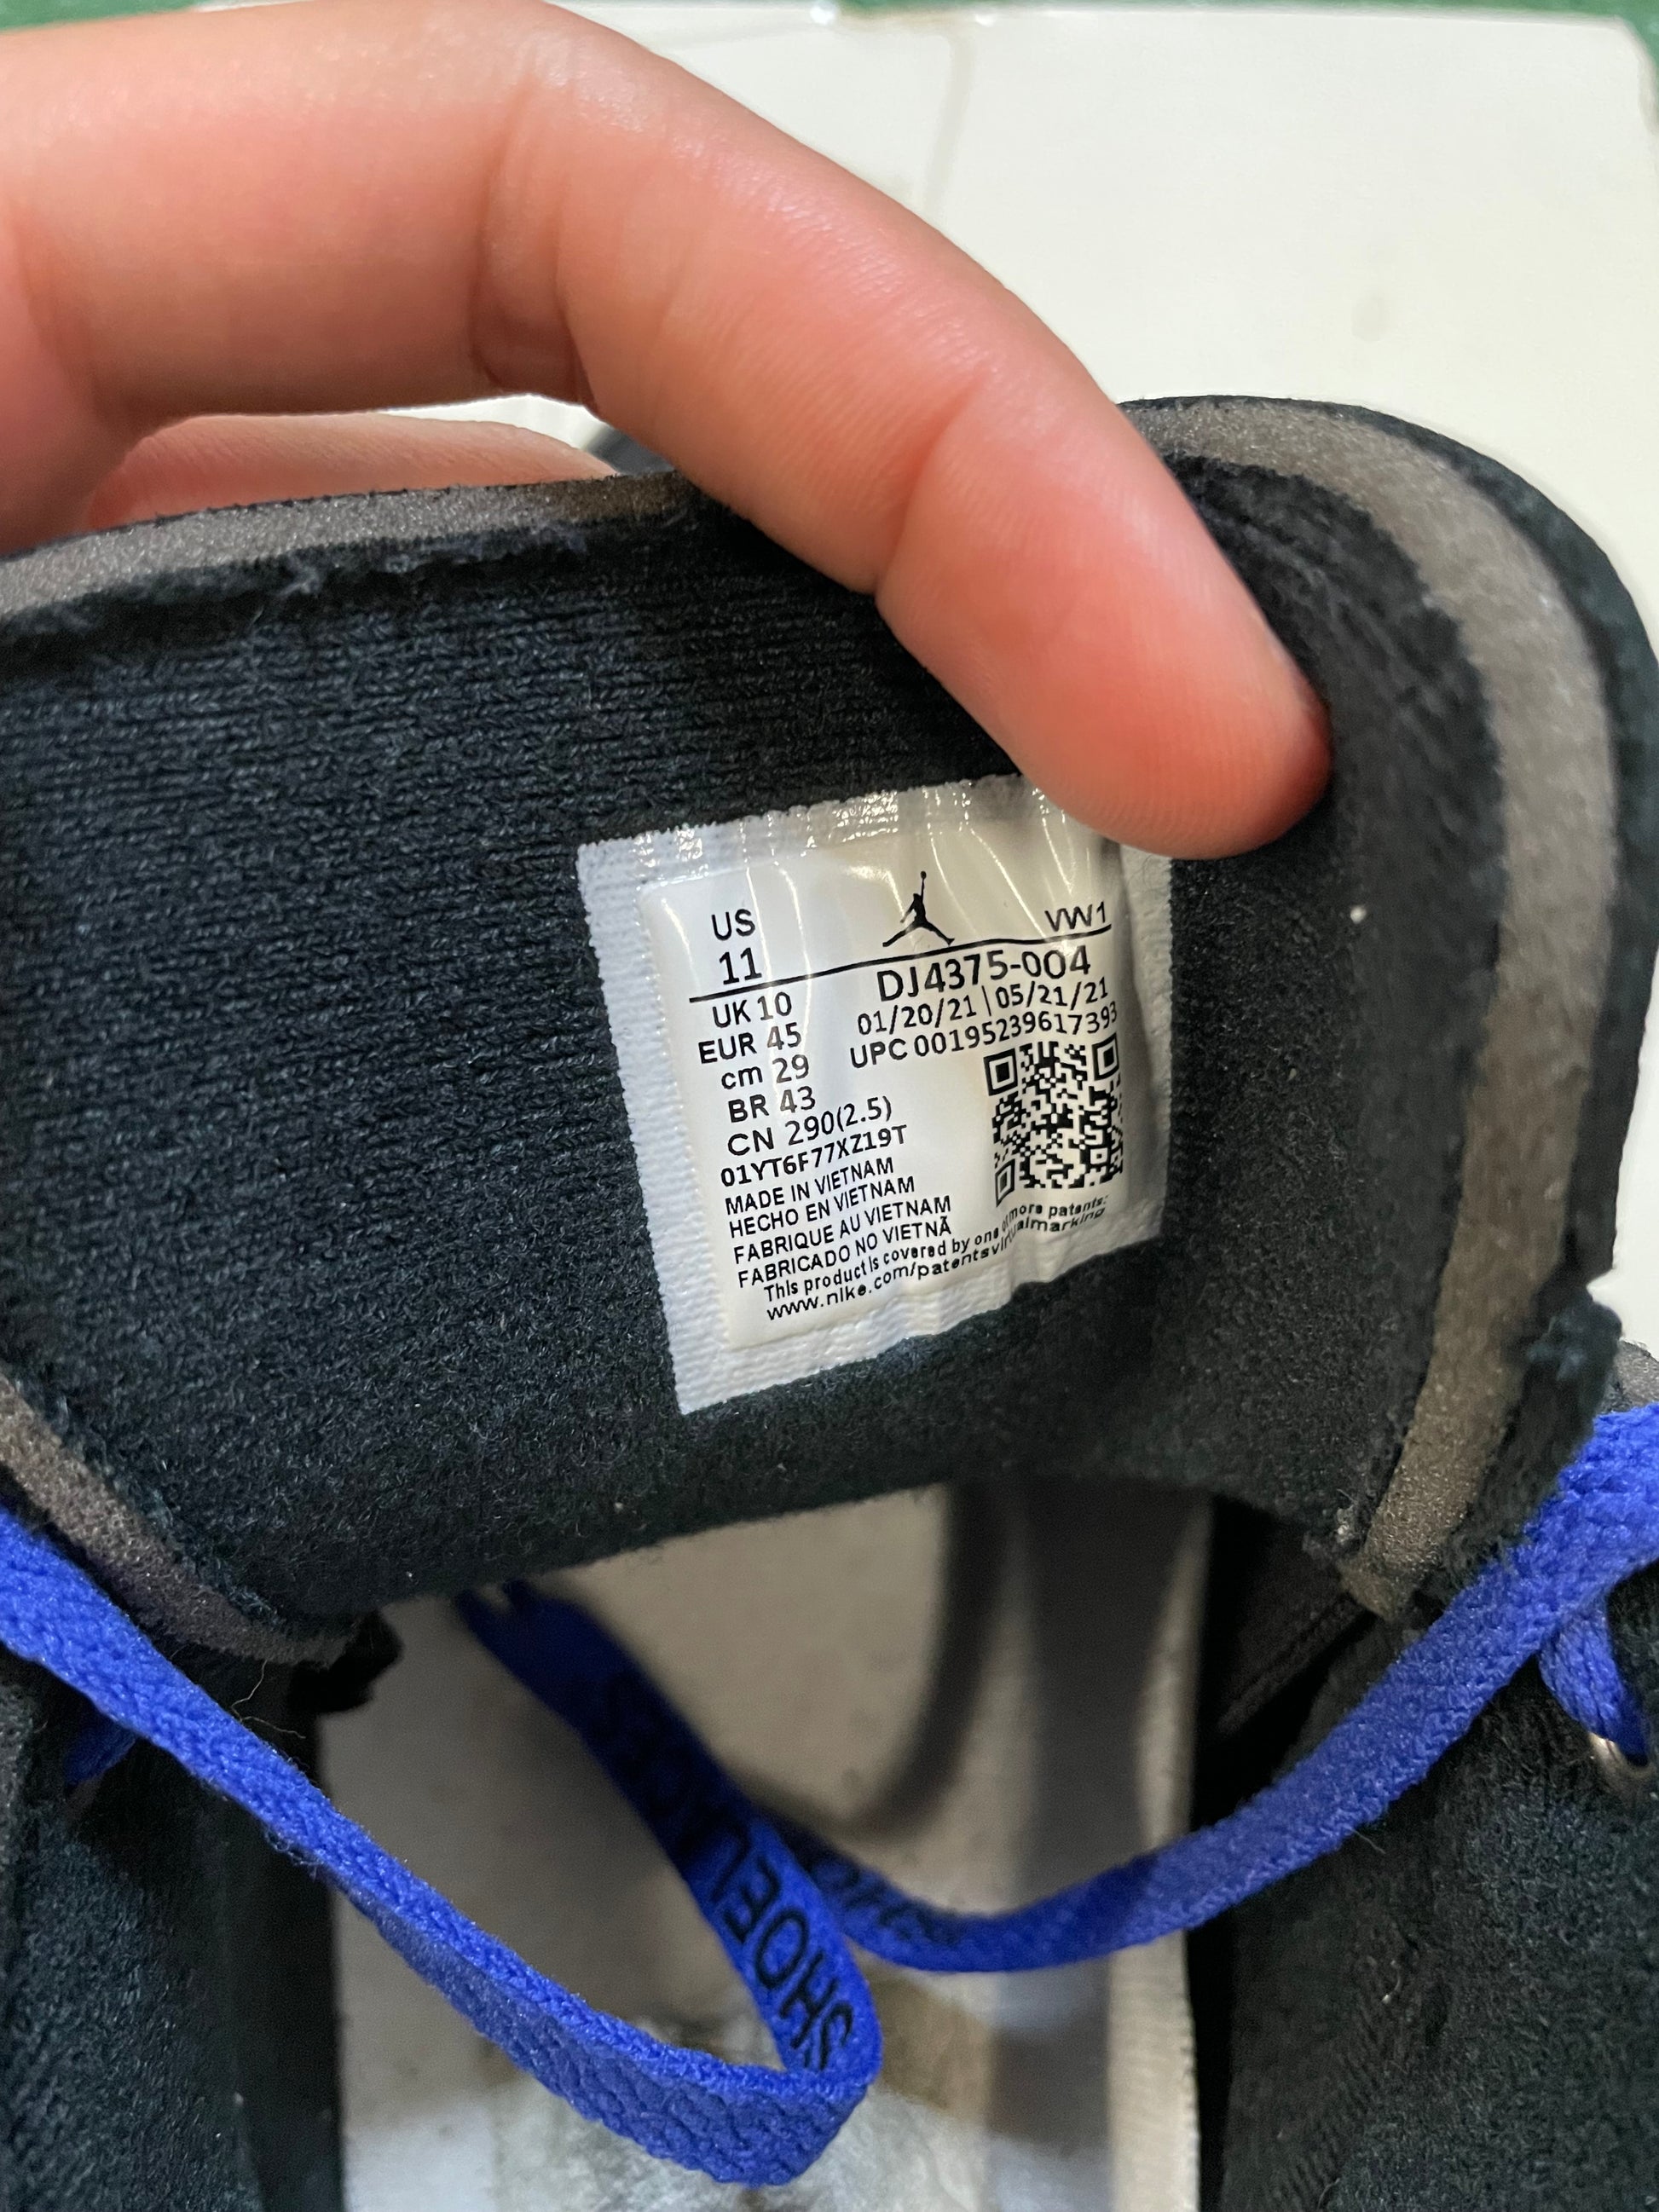 US
11
VW1
UK 10
EUR 45
cm 29
BR 43
CN 290(2.5)
DJ4375-004
01/20/21 | 05/21/21
UPC 00195239617393
01YT6F77XZ19T
MADE IN VIETNAM
HECHO EN VIETNAM
FABRIQUE AU VIETNAM
FABRICADO NO VIETNÃ
This product is covered by one or more patents:
www.nike.com/patentsvirtualmarking